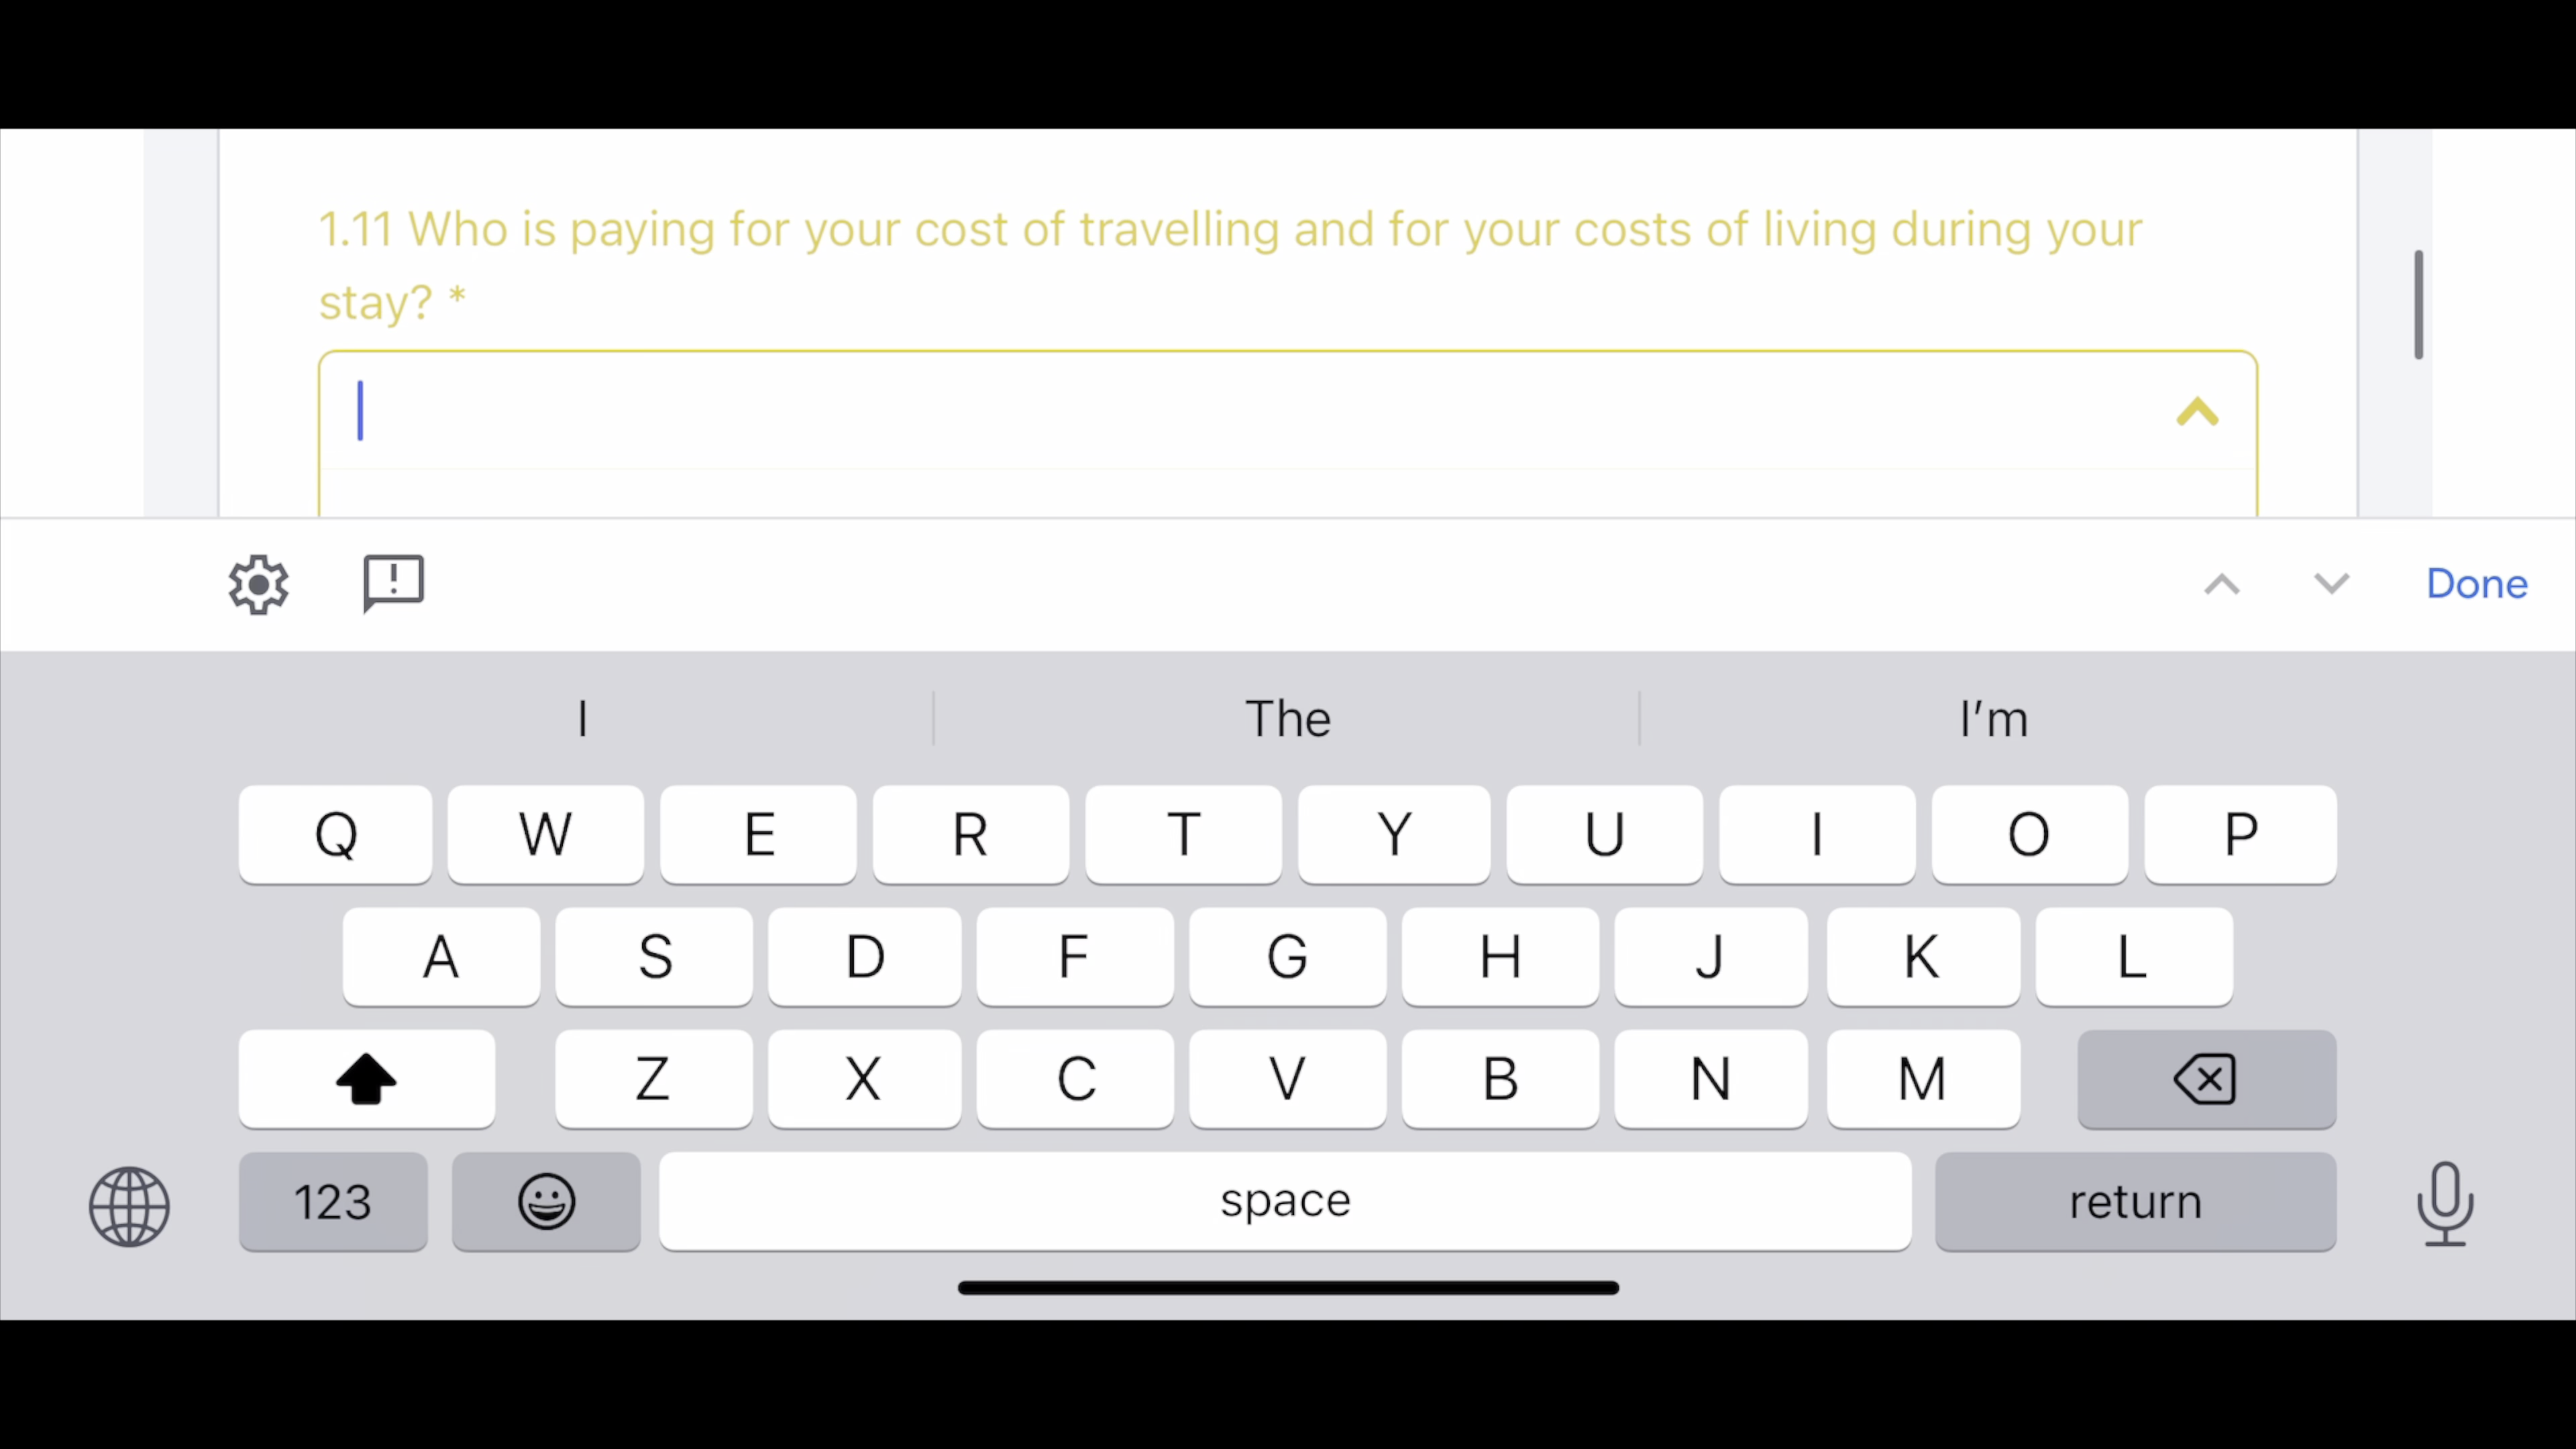 1.11 Who is paying for your cost of travelling and for your costs of living during your
stay? *
Done
I The I'm
Q W E R T Y U I O P
A S D F G H J K L
Z X C V B N M
123 space return